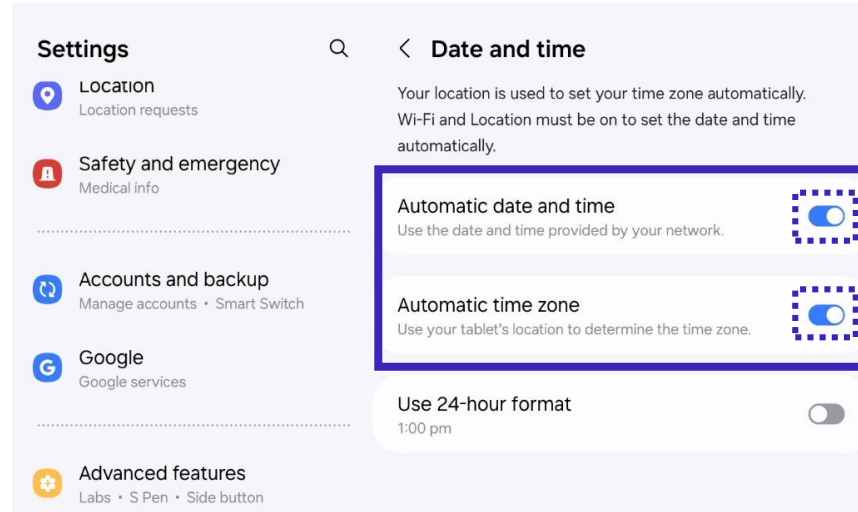 Settings
Location
Location requests
Safety and emergency
Medical info
Accounts and backup
Manage accounts • Smart Switch
Google
Google services
Advanced features
Labs • S Pen • Side button
Date and time
Your location is used to set your time zone automatically.
Wi-Fi and Location must be on to set the date and time
automatically.
Automatic date and time
Use the date and time provided by your network.
Automatic time zone
Use your tablet's location to determine the time zone.
Use 24-hour format
1:00 pm